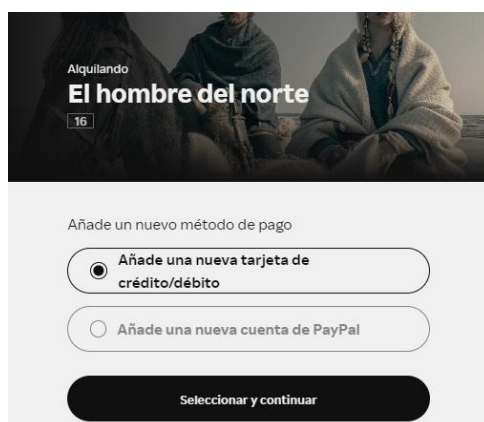 Alquilando
El hombre del norte
16
Añade un nuevo método de pago
Añade una nueva tarjeta de
crédito/débito
Añade una nueva cuenta de PayPal
Seleccionar y continuar